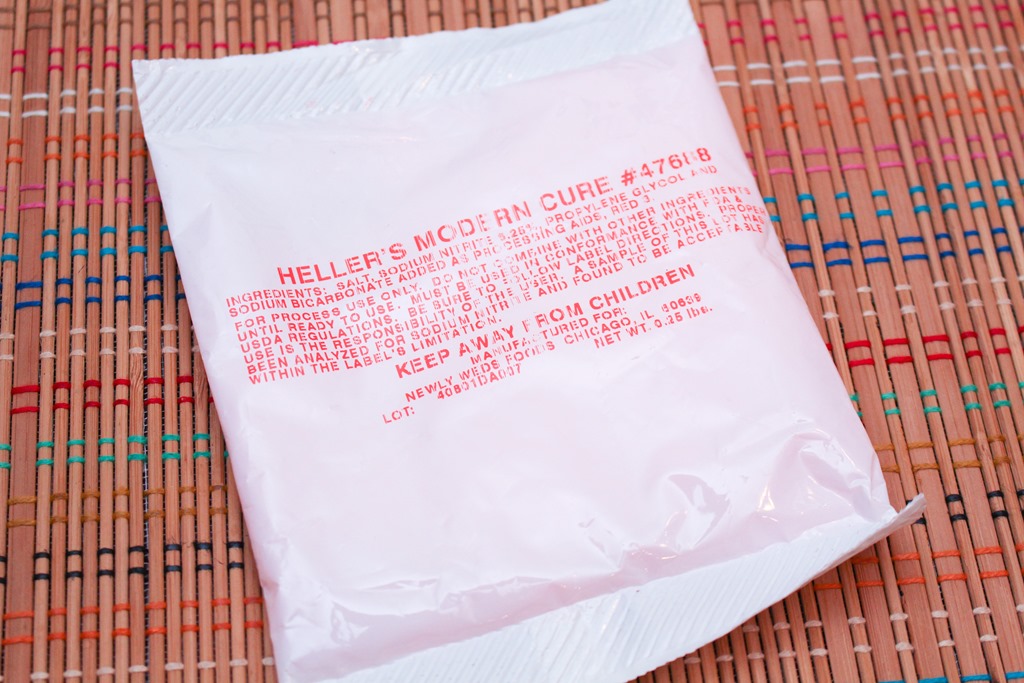 HELLER'S MODERN CURE #47688
INGREDIENTS: SALT, SODIUM NITRITE 6.25%, PROPYLENE GLYCOL AND
SODIUM BICARBONATE ADDED AS PROCESSING AIDS, RED 3.
FOR PROCESS USE ONLY. DO NOT COMBINE WITH OTHER INGREDIENTS
UNTIL READY TO USE. MUST BE USED IN CONFORMANCE WITH FDA &
USDA REGULATIONS. BE SURE TO FOLLOW LABEL DIRECTIONS. PROPER
USE IS THE RESPONSIBILITY OF THE USER. A SAMPLE OF THIS LOT HAS
BEEN ANALYZED FOR SODIUM NITRITE AND FOUND TO BE ACCEPTABLE
WITHIN THE LABEL'S LIMITATION.
KEEP AWAY FROM CHILDREN
MANUFACTURED FOR:
NEWLY WEDS FOODS CHICAGO, IL 60639
LOT: 40801DA007 NET WT. 0.25 lbs.